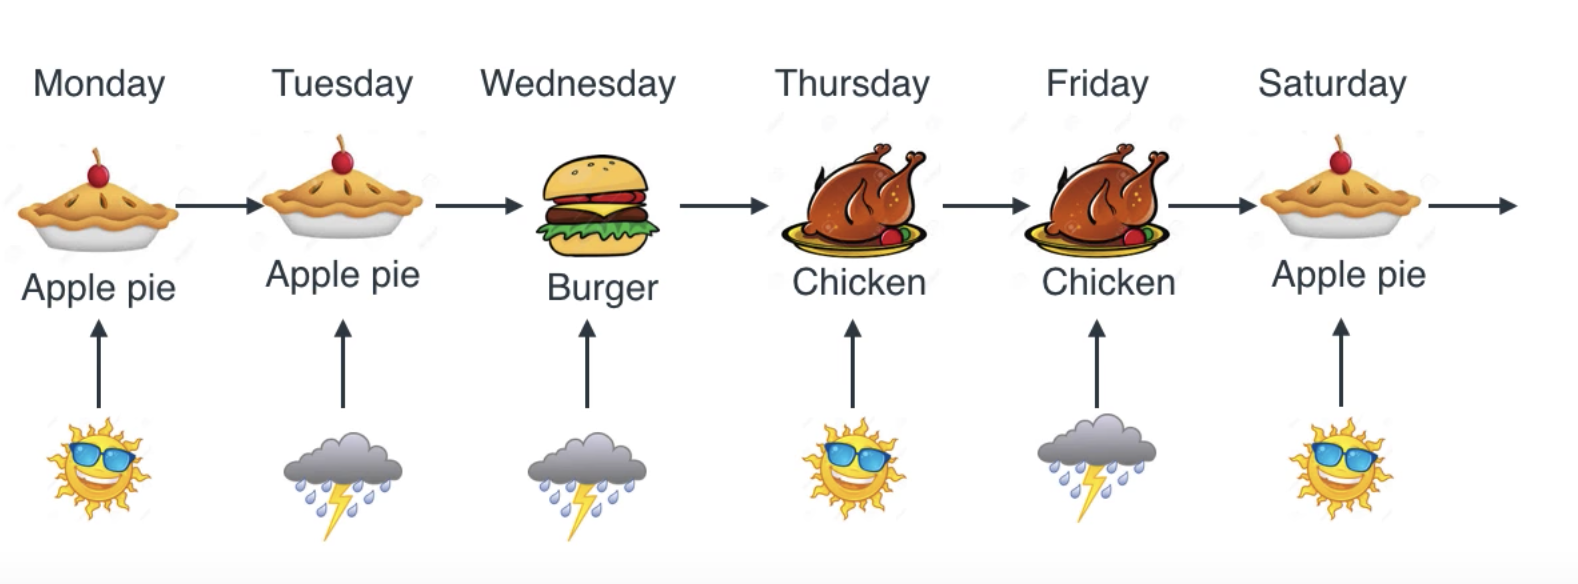 Monday
Tuesday
Wednesday
Thursday
Friday
Saturday
Apple pie
Apple pie
Burger
Chicken
Chicken
Apple pie